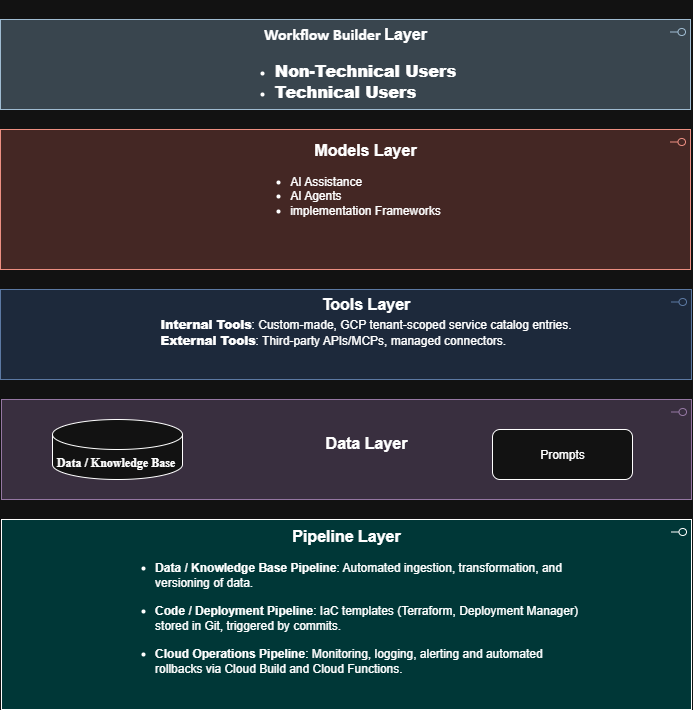 Workflow Builder Layer
Non-Technical Users
Technical Users
Models Layer
AI Assistance
AI Agents
implementation Frameworks
Tools Layer
Internal Tools: Custom-made, GCP tenant-scoped service catalog entries.
External Tools: Third-party APIs/MCPs, managed connectors.
Data Layer
Data / Knowledge Base
Prompts
Pipeline Layer
Data / Knowledge Base Pipeline: Automated ingestion, transformation, and
versioning of data.
Code / Deployment Pipeline: IaC templates (Terraform, Deployment Manager)
stored in Git, triggered by commits.
Cloud Operations Pipeline: Monitoring, logging, alerting and automated
rollbacks via Cloud Build and Cloud Functions.